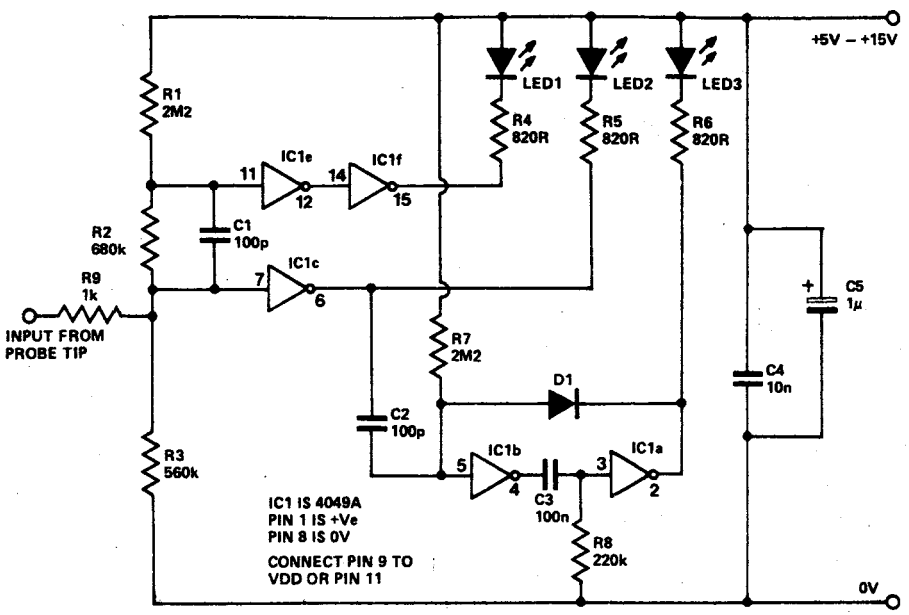 +5V – +15V
LED1
LED2
LED3
R1
2M2
R4
820R
R5
820R
R6
820R
IC1e
IC1f
11
12
14
15
R2
680k
C1
100p
IC1c
7
6
R9
1k
INPUT FROM
PROBE TIP
+
C5
1µ
R7
2M2
D1
C4
10n
C2
100p
R3
560k
IC1b
5
4
C3
100n
IC1a
3
2
IC1 IS 4049A
PIN 1 IS +Ve
PIN 8 IS 0V
CONNECT PIN 9 TO
VDD OR PIN 11
R8
220k
0V